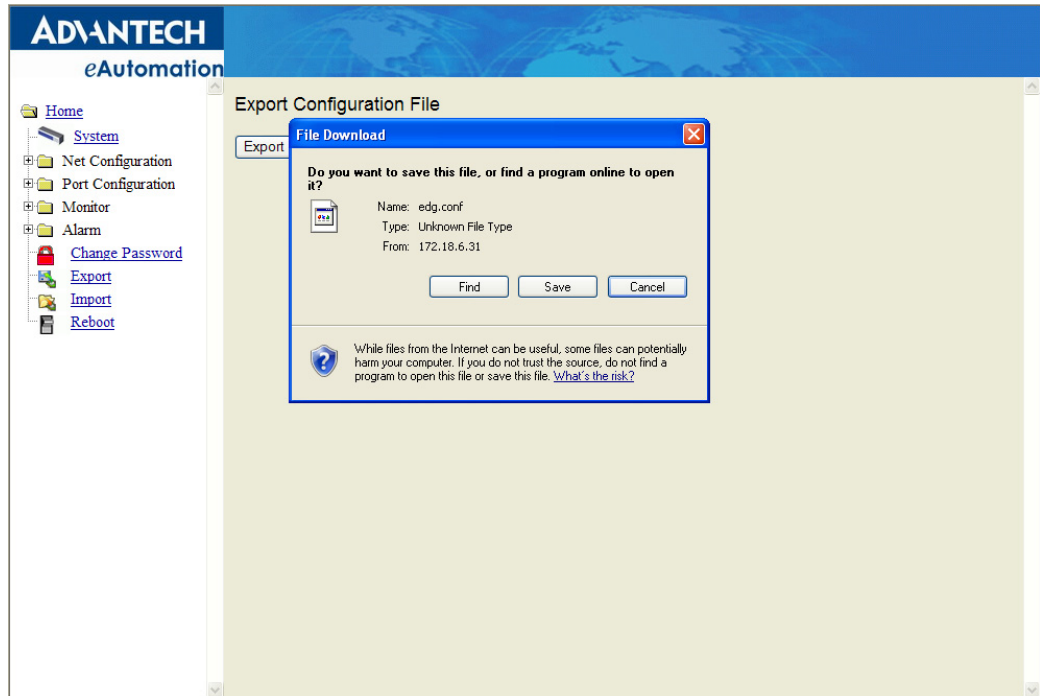 ADVANTECH
eAutomation
Home
System
Net Configuration
Port Configuration
Monitor
Alarm
Change Password
Export
Import
Reboot
Export Configuration File
Export
File Download
Do you want to save this file, or find a program online to open
it?
Name: edg.conf
Type: Unknown File Type
From: 172.18.6.31
Find Save Cancel
While files from the Internet can be useful, some files can potentially
harm your computer. If you do not trust the source, do not find a
program to open this file or save this file. What's the risk?